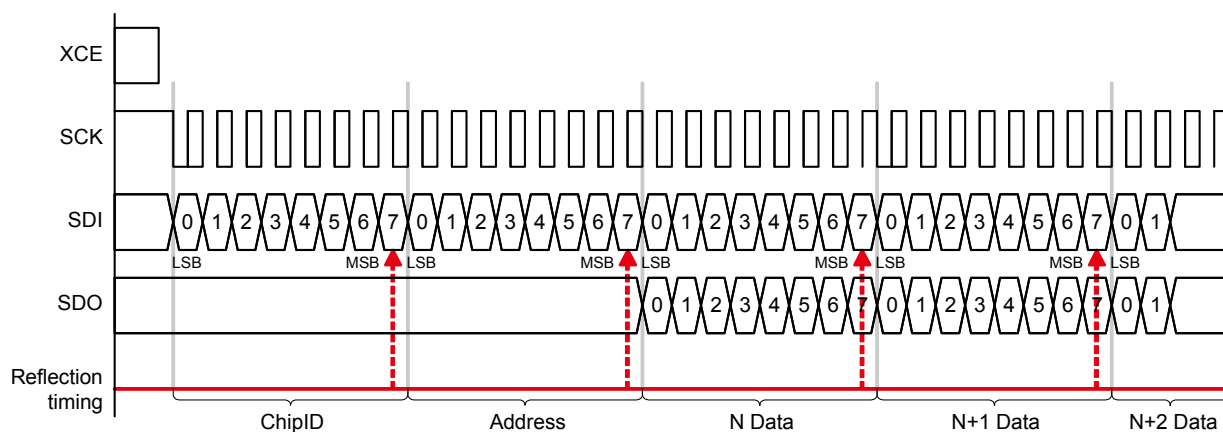 XCE
SCK
SDI 0 1 2 3 4 5 6 7 0 1 2 3 4 5 6 7 0 1 2 3 4 5 6 7 0 1 2 3 4 5 6 7 0 1
LSB MSB LSB MSB LSB MSB LSB MSB LSB
SDO 0 1 2 3 4 5 6 7 0 1 2 3 4 5 6 7 0 1
Reflection
timing
ChipID Address N Data N+1 Data N+2 Data